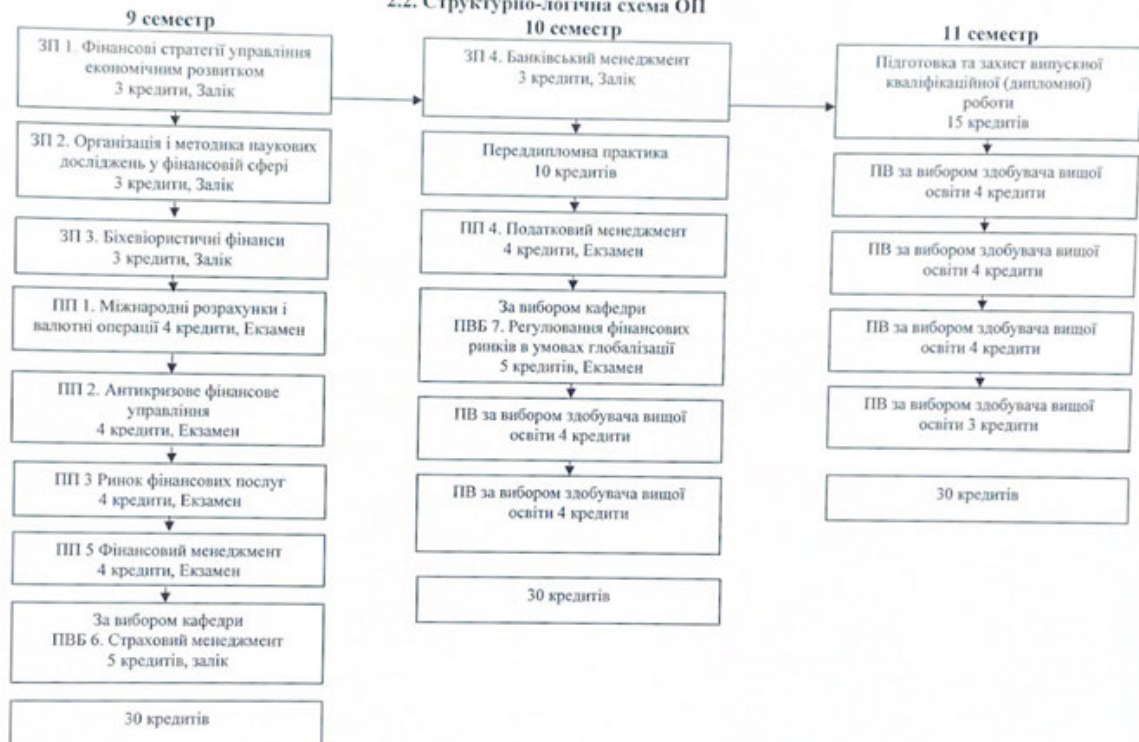 2.2. Структурно-логічна схема ОП
9 семестр
ЗП 1. Фінансові стратегії управління
економічним розвитком
3 кредити, Залік
ЗП 2. Організація і методика наукових
досліджень у фінансовій сфері
3 кредити, Залік
ЗП 3. Біхевіористичні фінанси
3 кредити, Залік
ПП 1. Міжнародні розрахунки і
валютні операції 4 кредити, Екзамен
ПП 2. Антикризове фінансове
управління
4 кредити, Екзамен
ПП 3 Ринок фінансових послуг
4 кредити, Екзамен
ПП 5 Фінансовий менеджмент
4 кредити, Екзамен
За вибором кафедри
ПВБ 6. Страховий менеджмент
5 кредитів, залік
30 кредитів
10 семестр
ЗП 4. Банківський менеджмент
3 кредити, Залік
Переддипломна практика
10 кредитів
ПП 4. Податковий менеджмент
4 кредити, Екзамен
За вибором кафедри
ПВБ 7. Регулювання фінансових
ринків в умовах глобалізації
5 кредитів, Екзамен
ПВ за вибором здобувача вищої
освіти 4 кредити
ПВ за вибором здобувача вищої
освіти 4 кредити
30 кредитів
11 семестр
Підготовка та захист випускної
кваліфікаційної (дипломної)
роботи
15 кредитів
ПВ за вибором здобувача вищої
освіти 4 кредити
ПВ за вибором здобувача вищої
освіти 4 кредити
ПВ за вибором здобувача вищої
освіти 4 кредити
ПВ за вибором здобувача вищої
освіти 3 кредити
30 кредитів